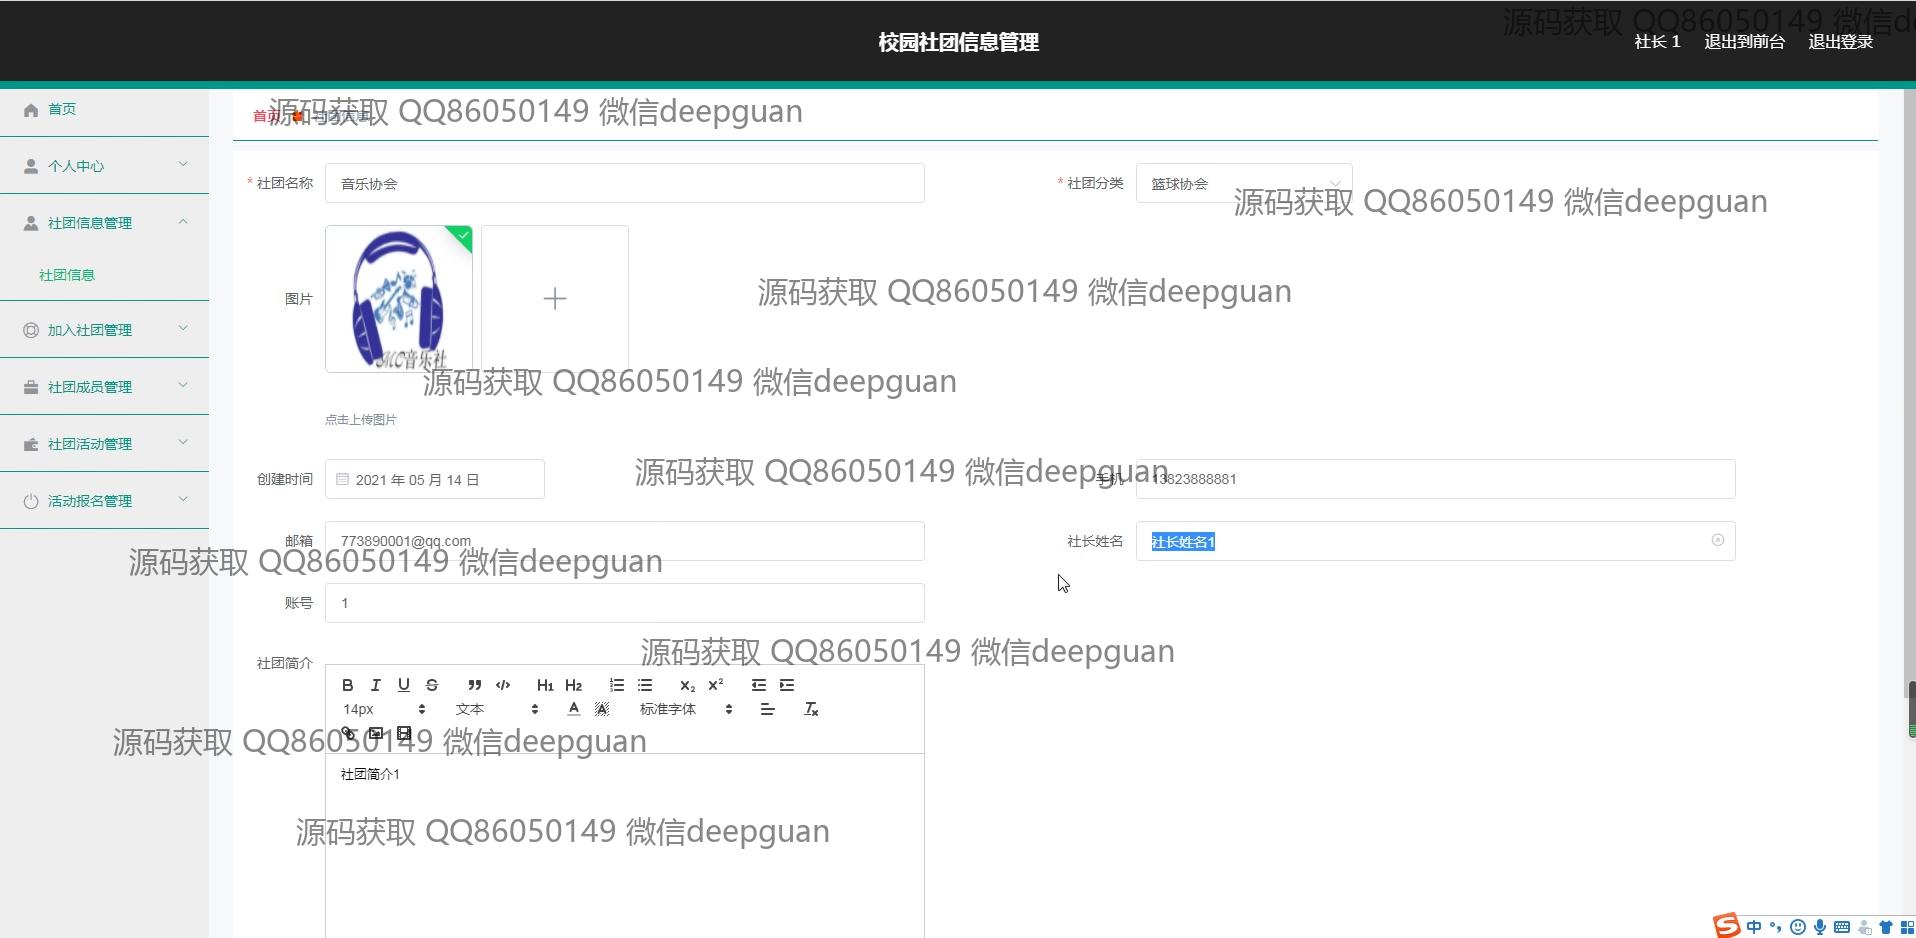 校园社团信息管理
源码获取 QQ86050149 微信d
社长 1 退出到前台 退出登录
首页
个人中心
社团信息管理
社团信息
加入社团管理
社团成员管理
社团活动管理
活动报名管理
首页 社团信息
源码获取 QQ86050149 微信deepguan
* 社团名称 音乐协会
* 社团分类 篮球协会
源码获取 QQ86050149 微信deepguan
图片
音乐社
源码获取 QQ86050149 微信deepguan
源码获取 QQ86050149 微信deepguan
点击上传图片
创建时间 2021 年 05 月 14 日
源码获取 QQ86050149 微信deepguan
手机 13823888881
邮箱 773890001@qq.com
社长姓名 社长姓名1
源码获取 QQ86050149 微信deepguan
账号 1
源码获取 QQ86050149 微信deepguan
社团简介
B I U S H1 H2 X2 X2
14px 文本 A A 标准字体
源码获取 QQ86050149 微信deepguan
社团简介1
源码获取 QQ86050149 微信deepguan
S 中